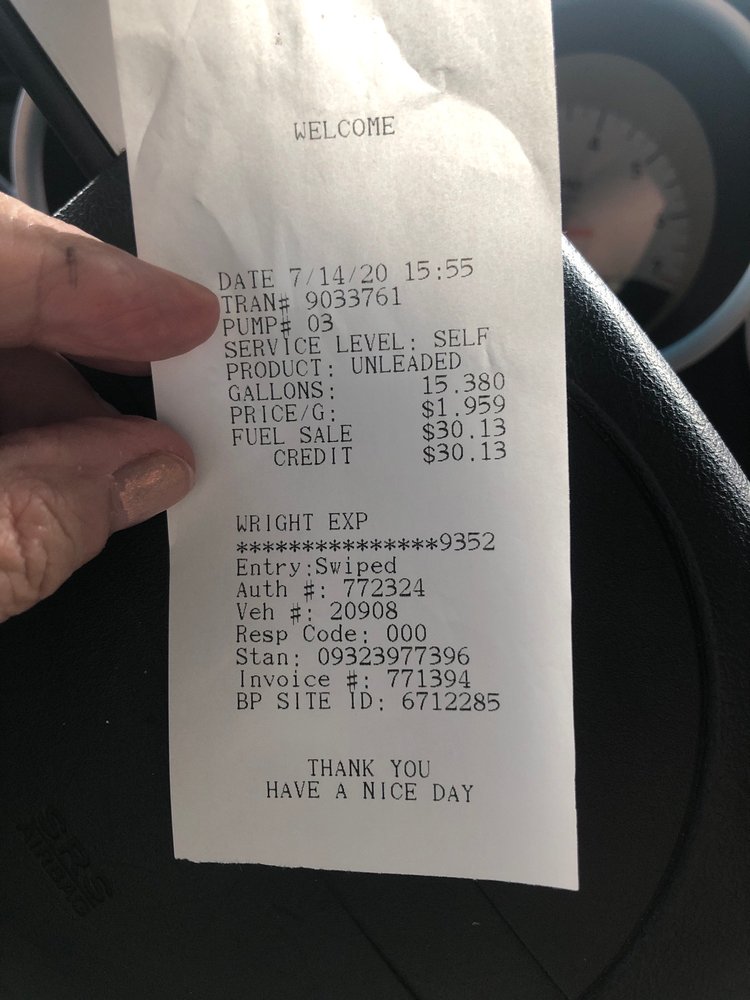 WELCOME
DATE 7/14/20 15:55
TRAN# 9033761
PUMP# 03
SERVICE LEVEL: SELF
PRODUCT: UNLEADED
GALLONS: 15.380
PRICE/G: $1.959
FUEL SALE $30.13
CREDIT $30.13
WRIGHT EXP
***************9352
Entry:Swiped
Auth #: 772324
Veh #: 20908
Resp Code: 000
Stan: 09323977396
Invoice #: 771394
BP SITE ID: 6712285
THANK YOU
HAVE A NICE DAY
SRS
AIRBAG